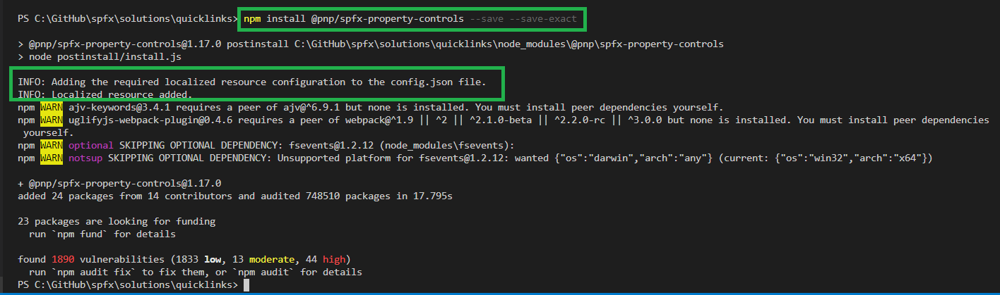 PS C:\GitHub\spfx\solutions\quicklinks> npm install @pnp/spfx-property-controls --save --save-exact
> @pnp/spfx-property-controls@1.17.0 postinstall C:\GitHub\spfx\solutions\quicklinks\node_modules\@pnp\spfx-property-controls
> node postinstall/install.js
INFO: Adding the required localized resource configuration to the config.json file.
INFO: Localized resource added.
npm WARN ajv-keywords@3.4.1 requires a peer of ajv@^6.9.1 but none is installed. You must install peer dependencies yourself.
npm WARN uglifyjs-webpack-plugin@0.4.6 requires a peer of webpack@^1.9 || ^2 || ^2.1.0-beta || ^2.2.0-rc || ^3.0.0 but none is installed. You must install peer dependencies
yourself.
npm WARN optional SKIPPING OPTIONAL DEPENDENCY: fsevents@1.2.12 (node_modules\fsevents):
npm WARN notsup SKIPPING OPTIONAL DEPENDENCY: Unsupported platform for fsevents@1.2.12: wanted {"os":"darwin","arch":"any"} (current: {"os":"win32","arch":"x64"})
+ @pnp/spfx-property-controls@1.17.0
added 24 packages from 14 contributors and audited 748510 packages in 17.795s
23 packages are looking for funding
run `npm fund` for details
found 1890 vulnerabilities (1833 low, 13 moderate, 44 high)
run `npm audit fix` to fix them, or `npm audit` for details
PS C:\GitHub\spfx\solutions\quicklinks>